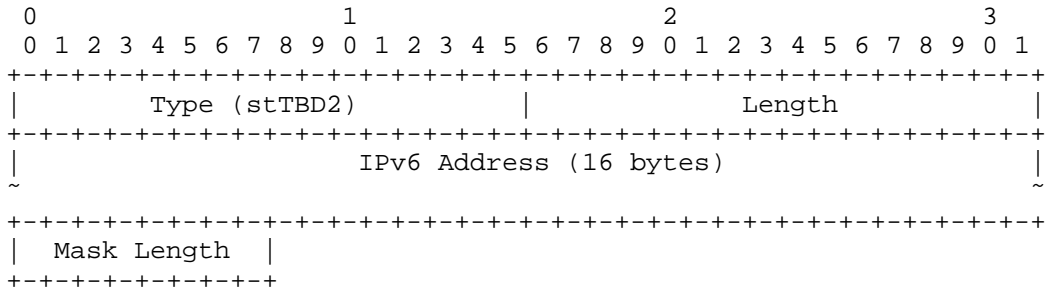 0                   1                   2                   3
 0 1 2 3 4 5 6 7 8 9 0 1 2 3 4 5 6 7 8 9 0 1 2 3 4 5 6 7 8 9 0 1
+-+-+-+-+-+-+-+-+-+-+-+-+-+-+-+-+-+-+-+-+-+-+-+-+-+-+-+-+-+-+-+-+
|        Type (stTBD2)           |             Length            |
+-+-+-+-+-+-+-+-+-+-+-+-+-+-+-+-+-+-+-+-+-+-+-+-+-+-+-+-+-+-+-+-+
|                     IPv6 Address (16 bytes)                   |
~                                                               ~
+-+-+-+-+-+-+-+-+-+-+-+-+-+-+-+-+-+-+-+-+-+-+-+-+-+-+-+-+-+-+-+-+
|  Mask Length  |
+-+-+-+-+-+-+-+-+